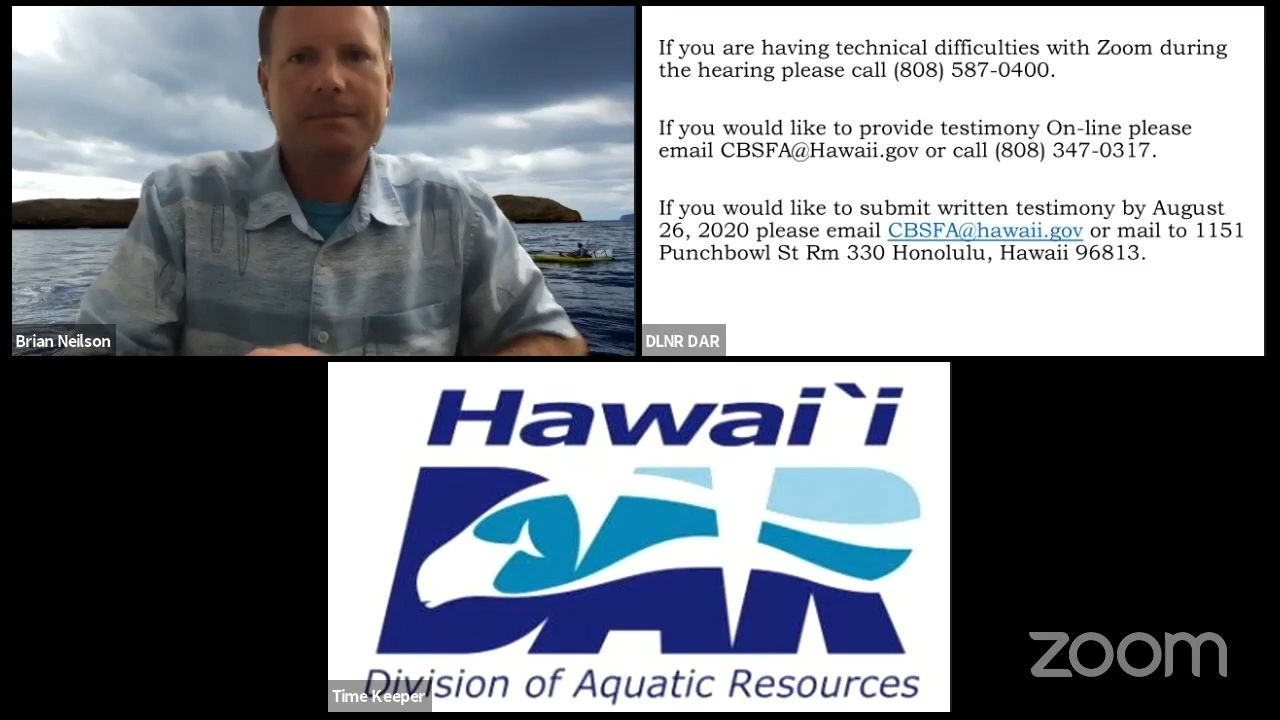 Brian Neilson
If you are having technical difficulties with Zoom during
the hearing please call (808) 587-0400.
If you would like to provide testimony On-line please
email CBSFA@Hawaii.gov or call (808) 347-0317.
If you would like to submit written testimony by August
26, 2020 please email CBSFA@hawaii.gov or mail to 1151
Punchbowl St Rm 330 Honolulu, Hawaii 96813.
DLNR DAR
Hawai`i
DAR
Division of Aquatic Resources
Time Keeper
zoom